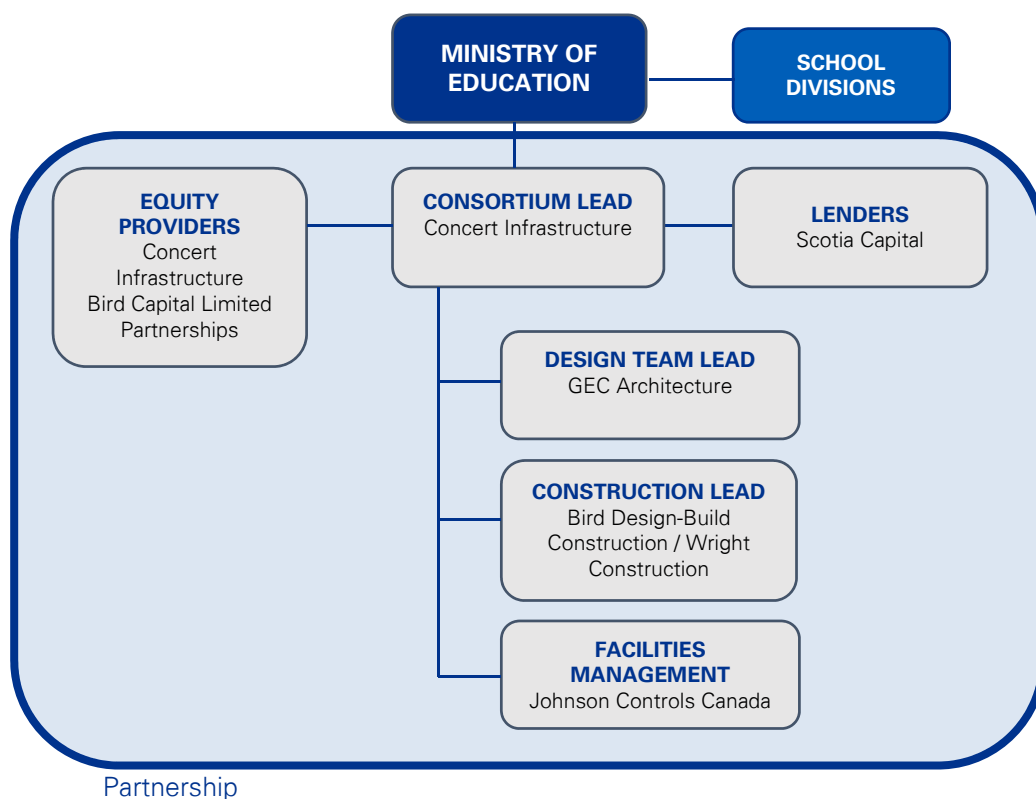 MINISTRY OF
EDUCATION
SCHOOL
DIVISIONS
EQUITY
PROVIDERS
Concert
Infrastructure
Bird Capital Limited
Partnerships
CONSORTIUM LEAD
Concert Infrastructure
LENDERS
Scotia Capital
DESIGN TEAM LEAD
GEC Architecture
CONSTRUCTION LEAD
Bird Design-Build
Construction / Wright
Construction
FACILITIES
MANAGEMENT
Johnson Controls Canada
Partnership